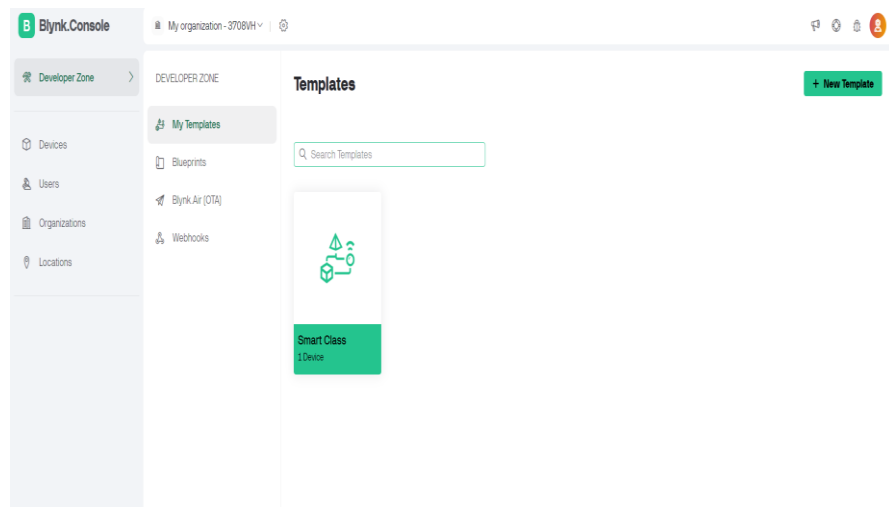 B Blynk.Console
My organization - 3708VH
Developer Zone
Devices
Users
Organizations
Locations
DEVELOPER ZONE
My Templates
Blueprints
Blynk.Air (OTA)
Webhooks
Templates
+ New Template
Search Templates
Smart Class
1 Device